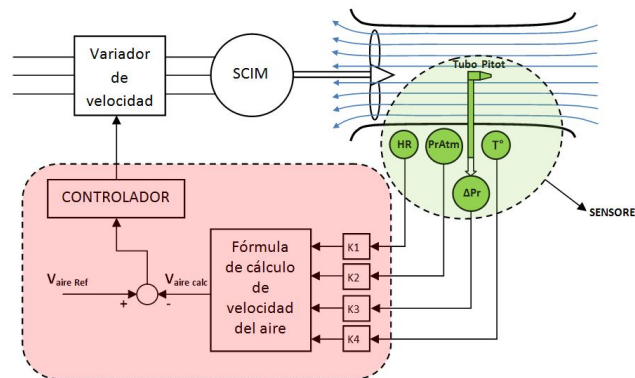 Variador
de
velocidad
SCIM
Tubo Pitot
HR
PrAtm
T°
ΔPr
SENSORE
CONTROLADOR
Fórmula
de cálculo
de
velocidad
del aire
K1
K2
K3
K4
Vaire Ref
+
-
Vaire calc